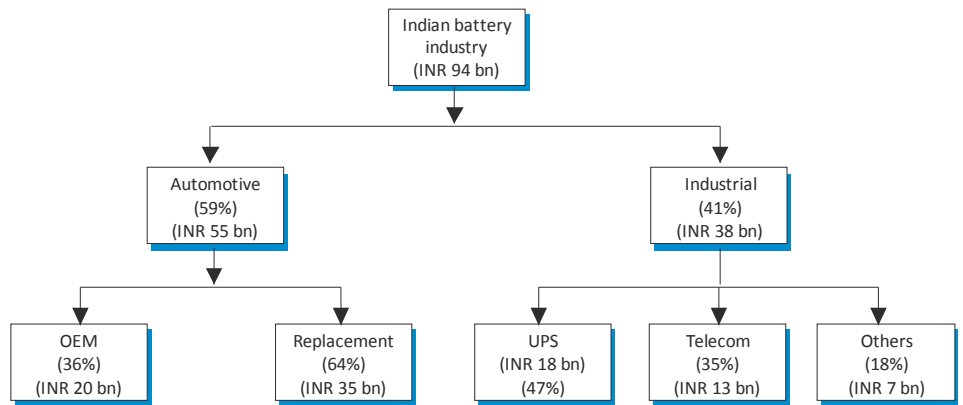 Indian battery
industry
(INR 94 bn)
Automotive
(59%)
(INR 55 bn)
Industrial
(41%)
(INR 38 bn)
OEM
(36%)
(INR 20 bn)
Replacement
(64%)
(INR 35 bn)
UPS
(INR 18 bn)
(47%)
Telecom
(35%)
(INR 13 bn)
Others
(18%)
(INR 7 bn)